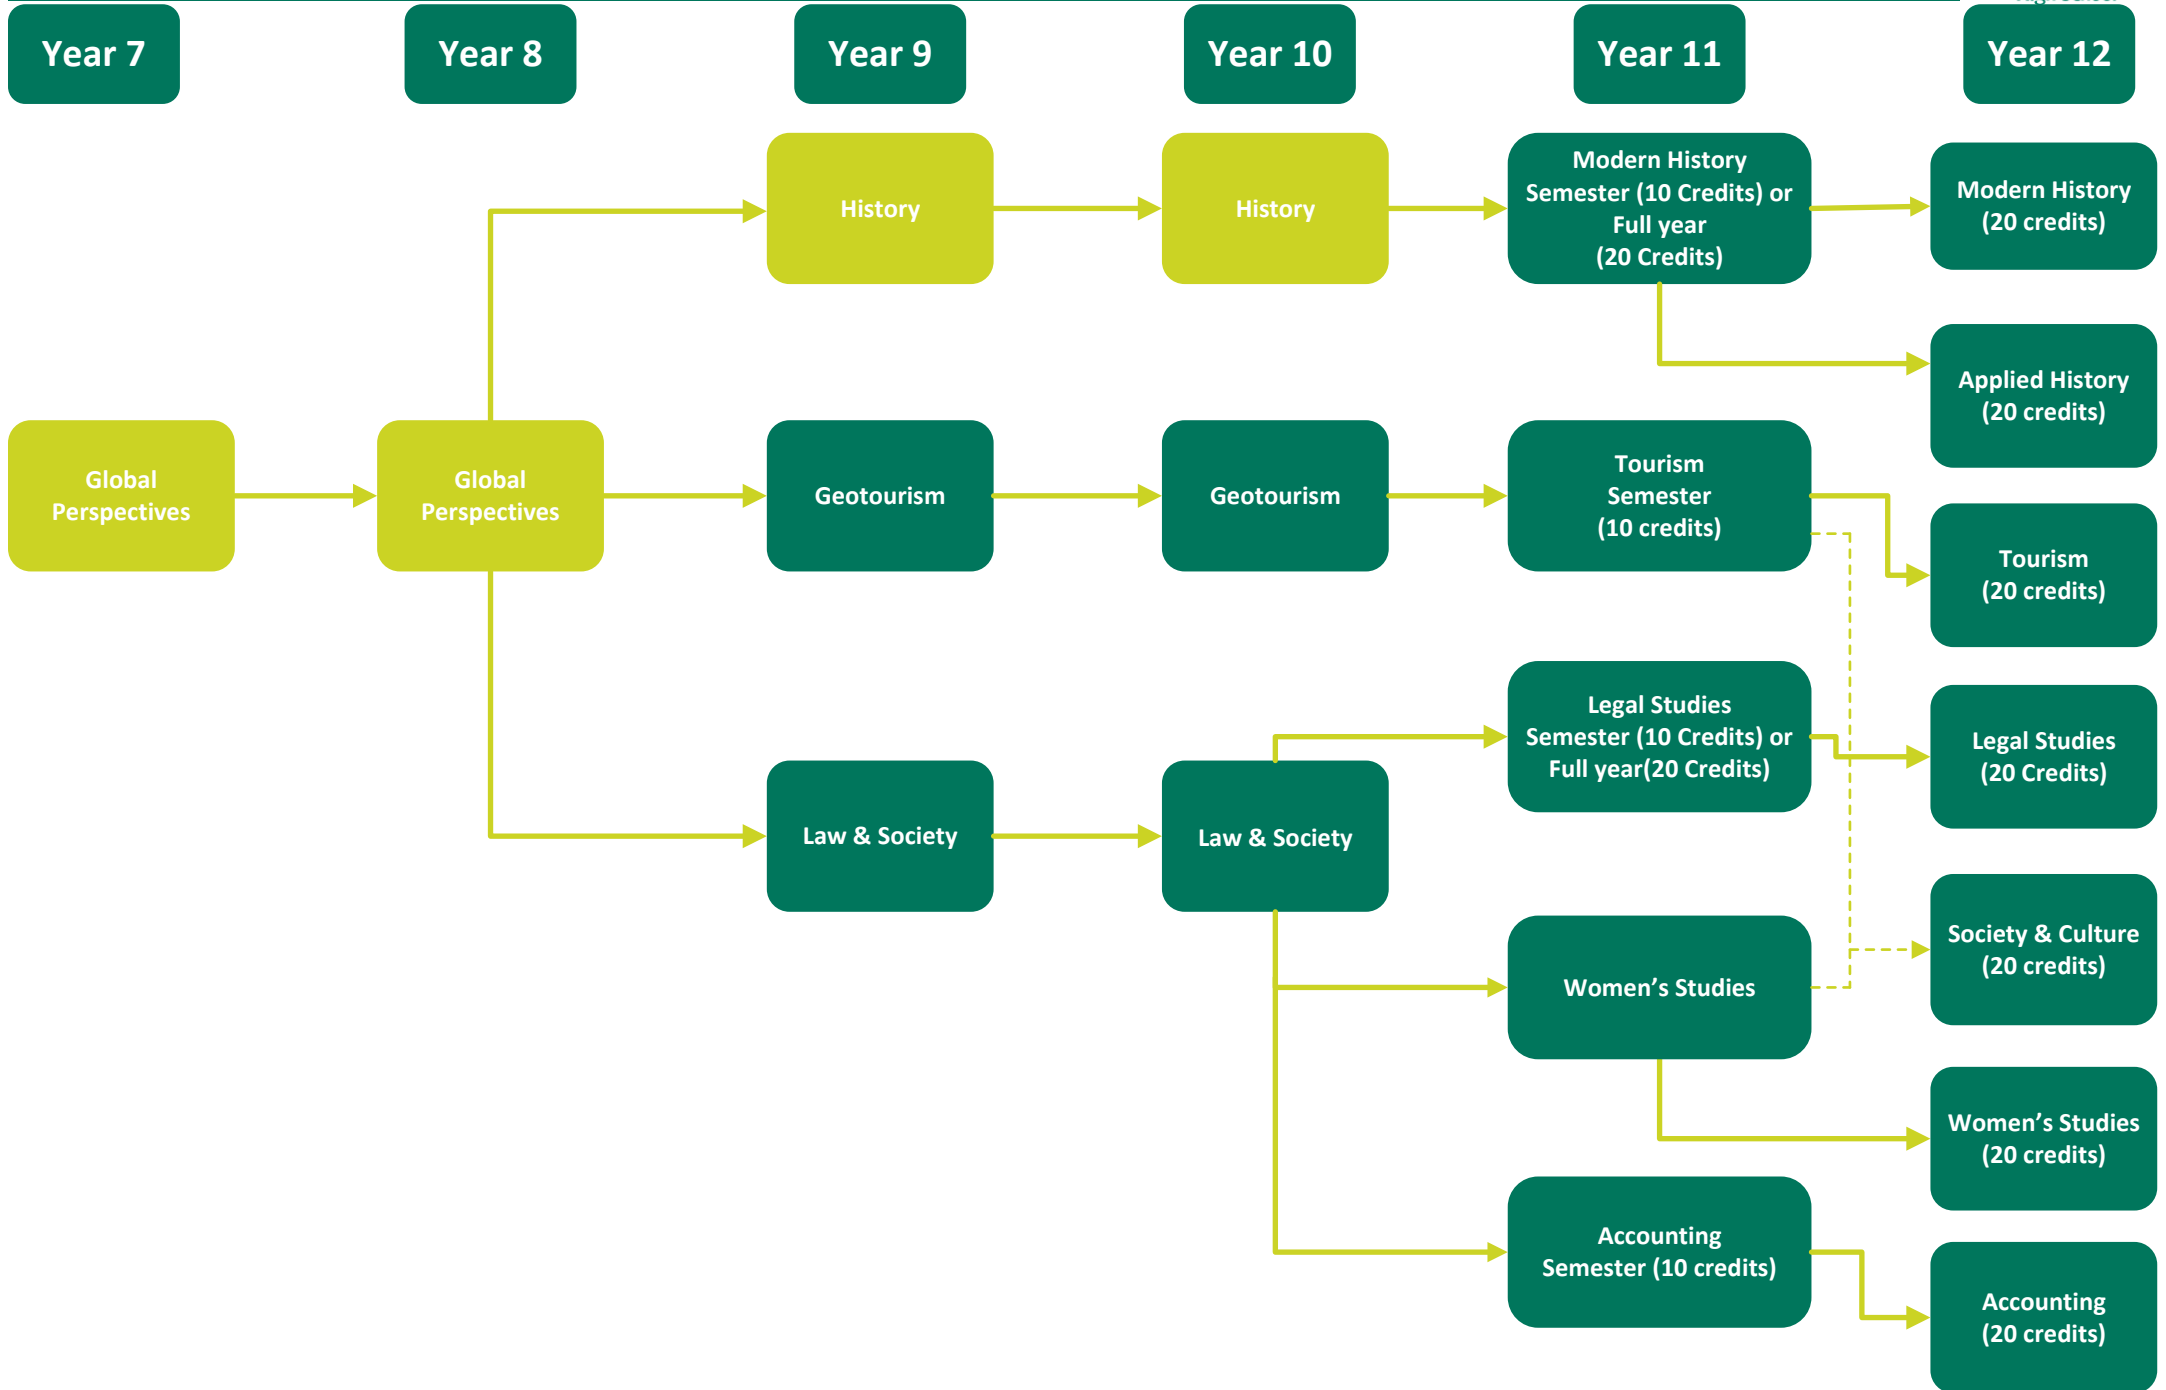 Year 7
Year 8
Year 9
Year 10
Year 11
Year 12
History
History
Modern History
Semester (10 Credits) or
Full year
(20 Credits)
Modern History
(20 credits)
Applied History
(20 credits)
Global
Perspectives
Global
Perspectives
Geotourism
Geotourism
Tourism
Semester
(10 credits)
Tourism
(20 credits)
Legal Studies
Semester (10 Credits) or
Full year(20 Credits)
Legal Studies
(20 Credits)
Law & Society
Law & Society
Society & Culture
(20 credits)
Women’s Studies
Women’s Studies
(20 credits)
Accounting
Semester (10 credits)
Accounting
(20 credits)